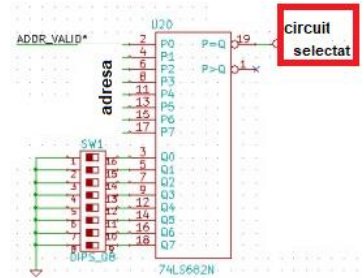 U20
ADDR_VALID*
2 P0 P=Q 19
4 P1
6 P2 P>Q 1
8 P3
11 P4
13 P5
15 P6
17 P7
adresa
circuit
selectat
SW1
3 Q0
5 Q1
7 Q2
9 Q3
12 Q4
14 Q5
16 Q6
18 Q7
1 16
2 15
3 14
4 13
5 12
6 11
7 10
8 9
DIPS_08
74LS682N